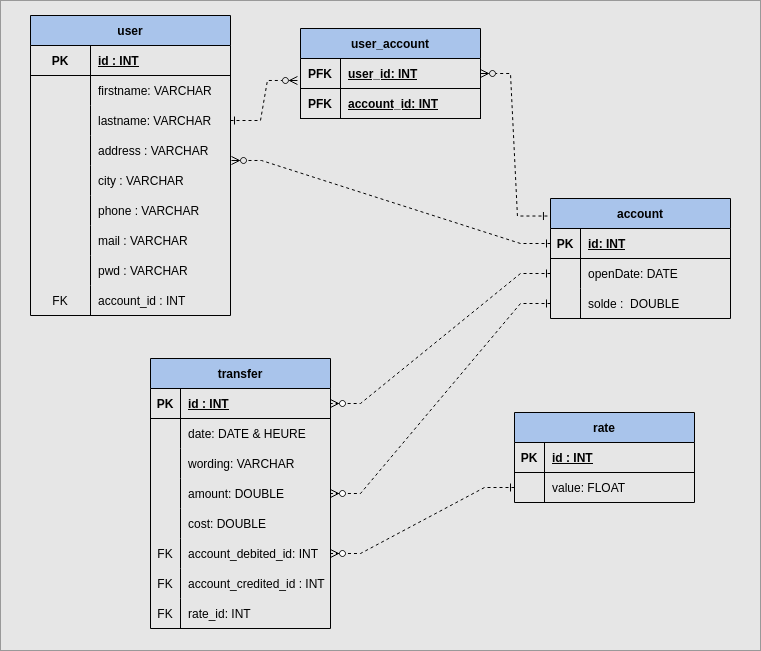 user
PK id : INT
firstname: VARCHAR
lastname: VARCHAR
address : VARCHAR
city : VARCHAR
phone : VARCHAR
mail : VARCHAR
pwd : VARCHAR
FK account_id : INT
user_account
PFK user_id: INT
PFK account_id: INT
account
PK id: INT
openDate: DATE
solde : DOUBLE
transfer
PK id : INT
date: DATE & HEURE
wording: VARCHAR
amount: DOUBLE
cost: DOUBLE
FK account_debited_id: INT
FK account_credited_id : INT
FK rate_id: INT
rate
PK id : INT
value: FLOAT